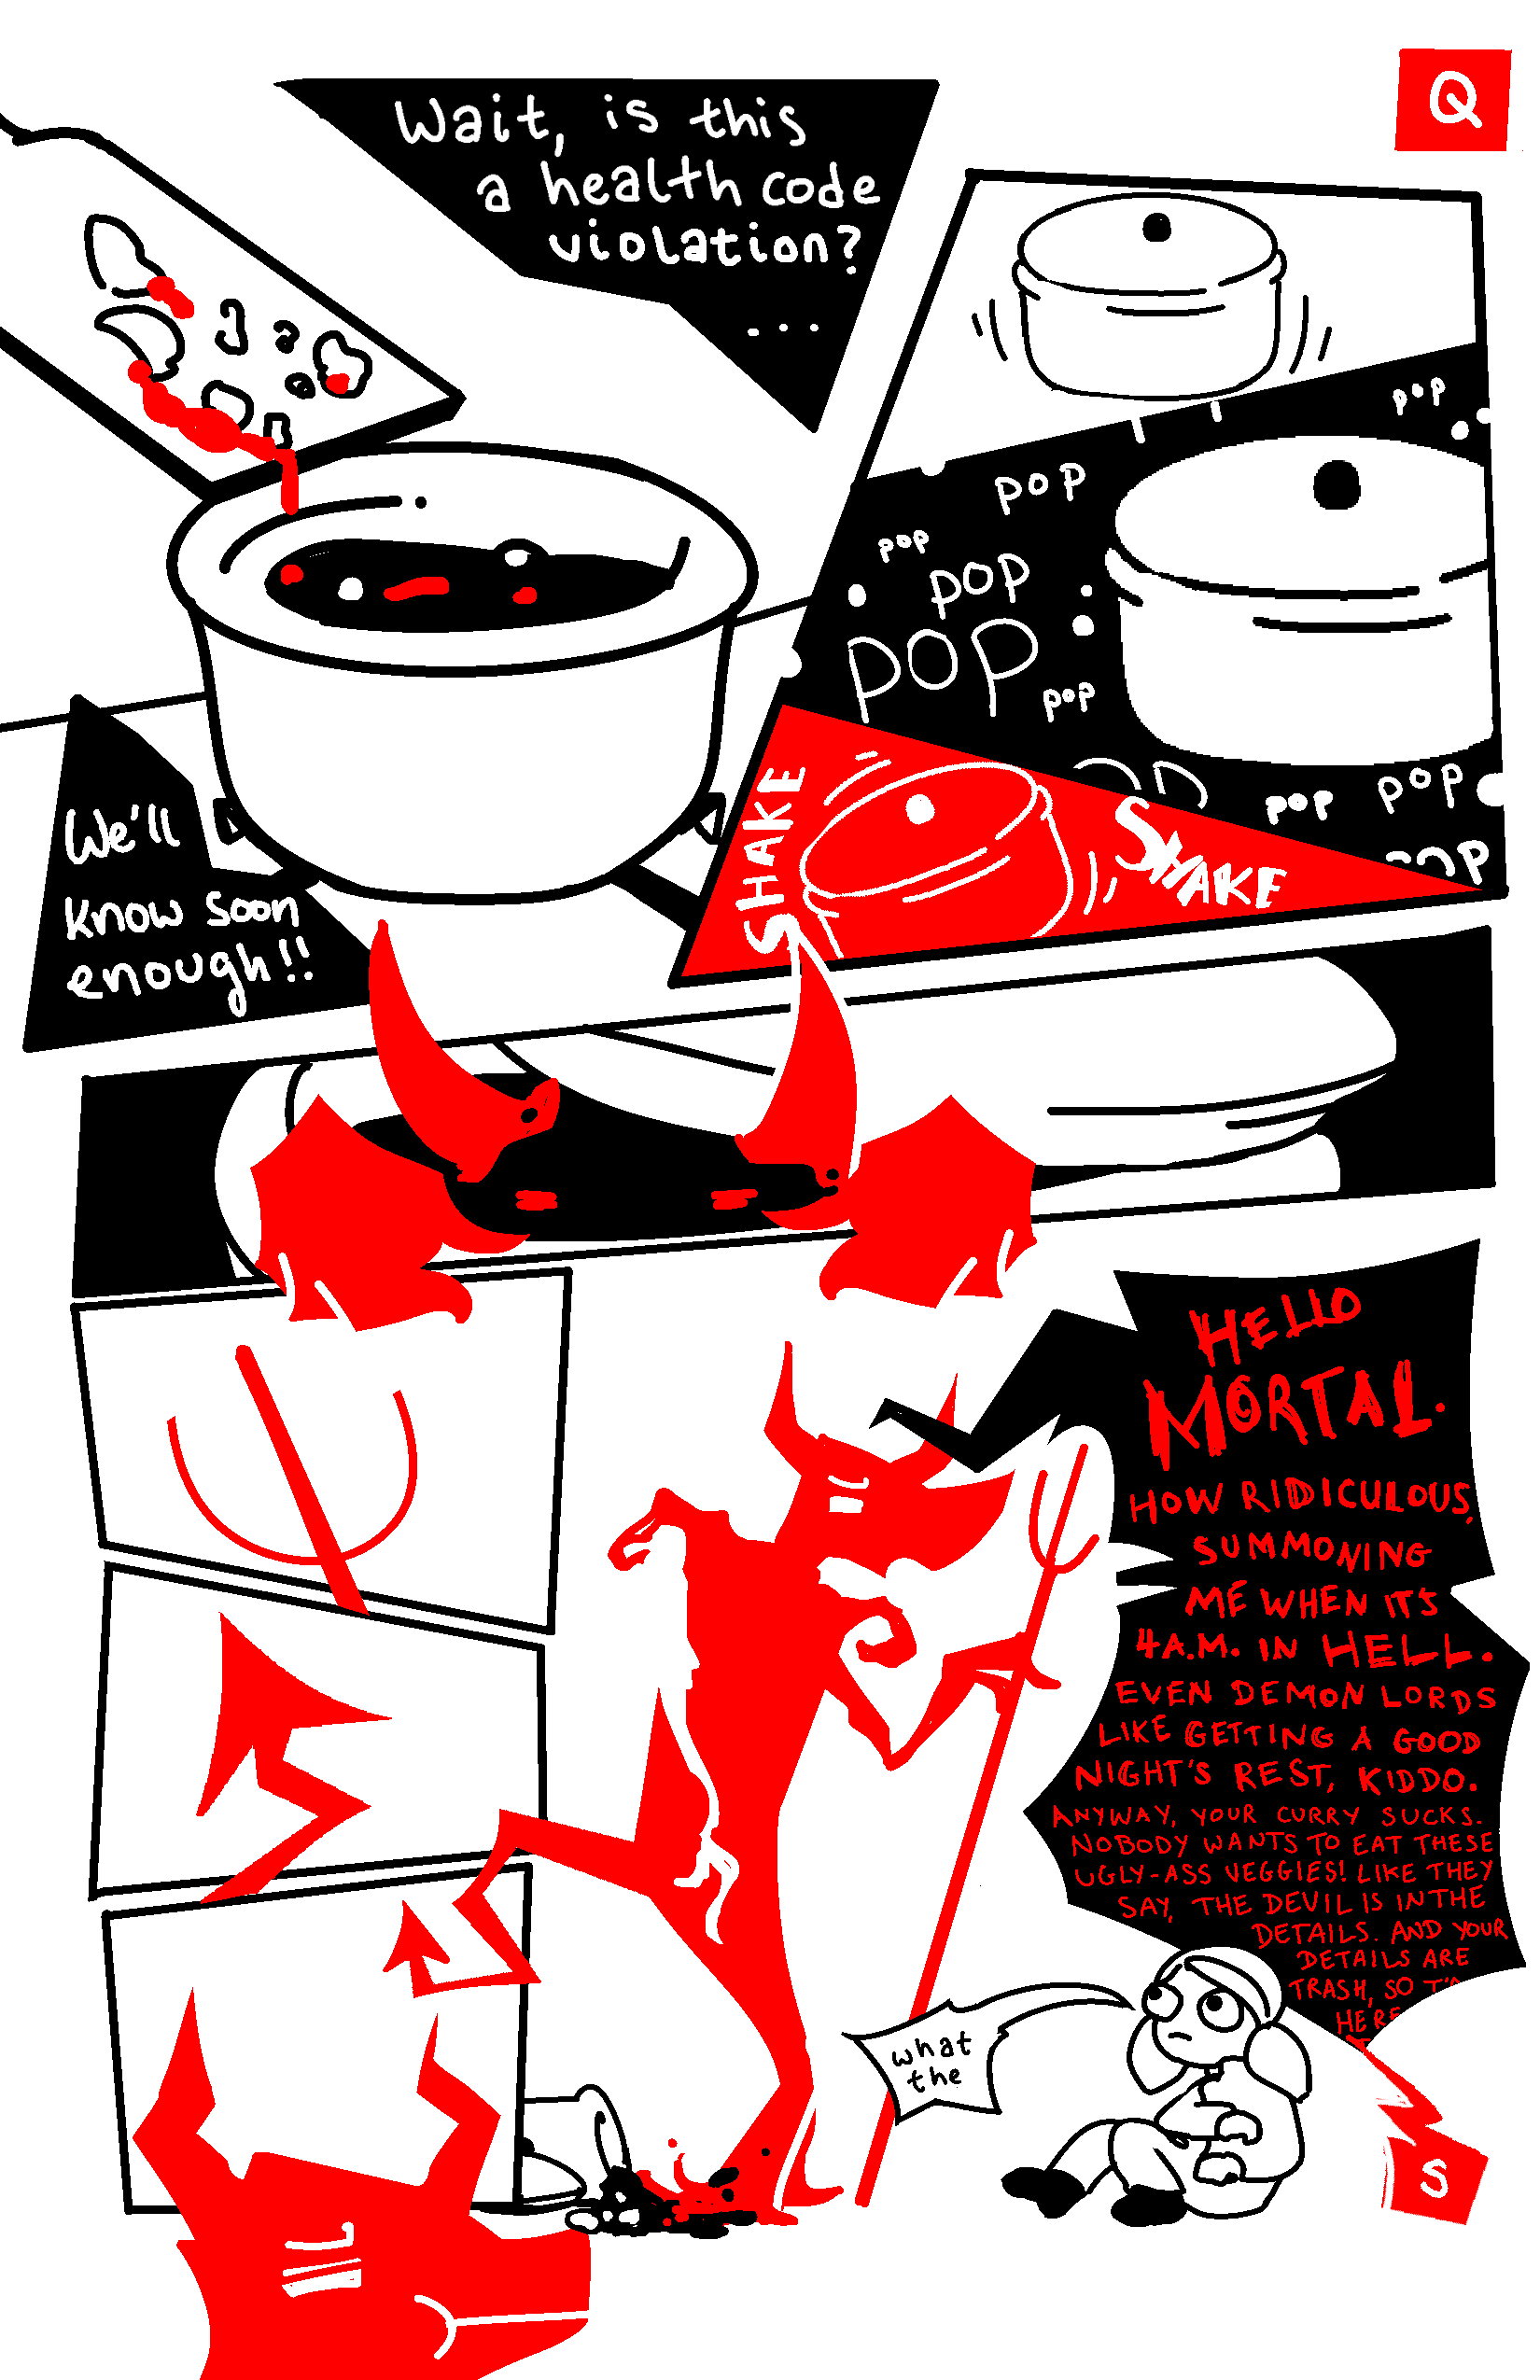 Q
Wait, is this
a health code
violation?
...
We'll
know soon
enough!!
pop
pop
pop
pop
pop
pop
pop
pop
SHAKE
SHAKE
HELLO
MORTAL.
HOW RIDICULOUS,
SUMMONING
ME WHEN IT'S
4A.M. IN HELL.
EVEN DEMON LORDS
LIKE GETTING A GOOD
NIGHT'S REST, KIDDO.
ANYWAY, YOUR CURRY SUCKS.
NOBODY WANTS TO EAT THESE
UGLY-ASS VEGGIES! LIKE THEY
SAY, THE DEVIL IS IN THE
DETAILS. AND YOUR
DETAILS ARE
TRASH, SO
HERE
what
the
S